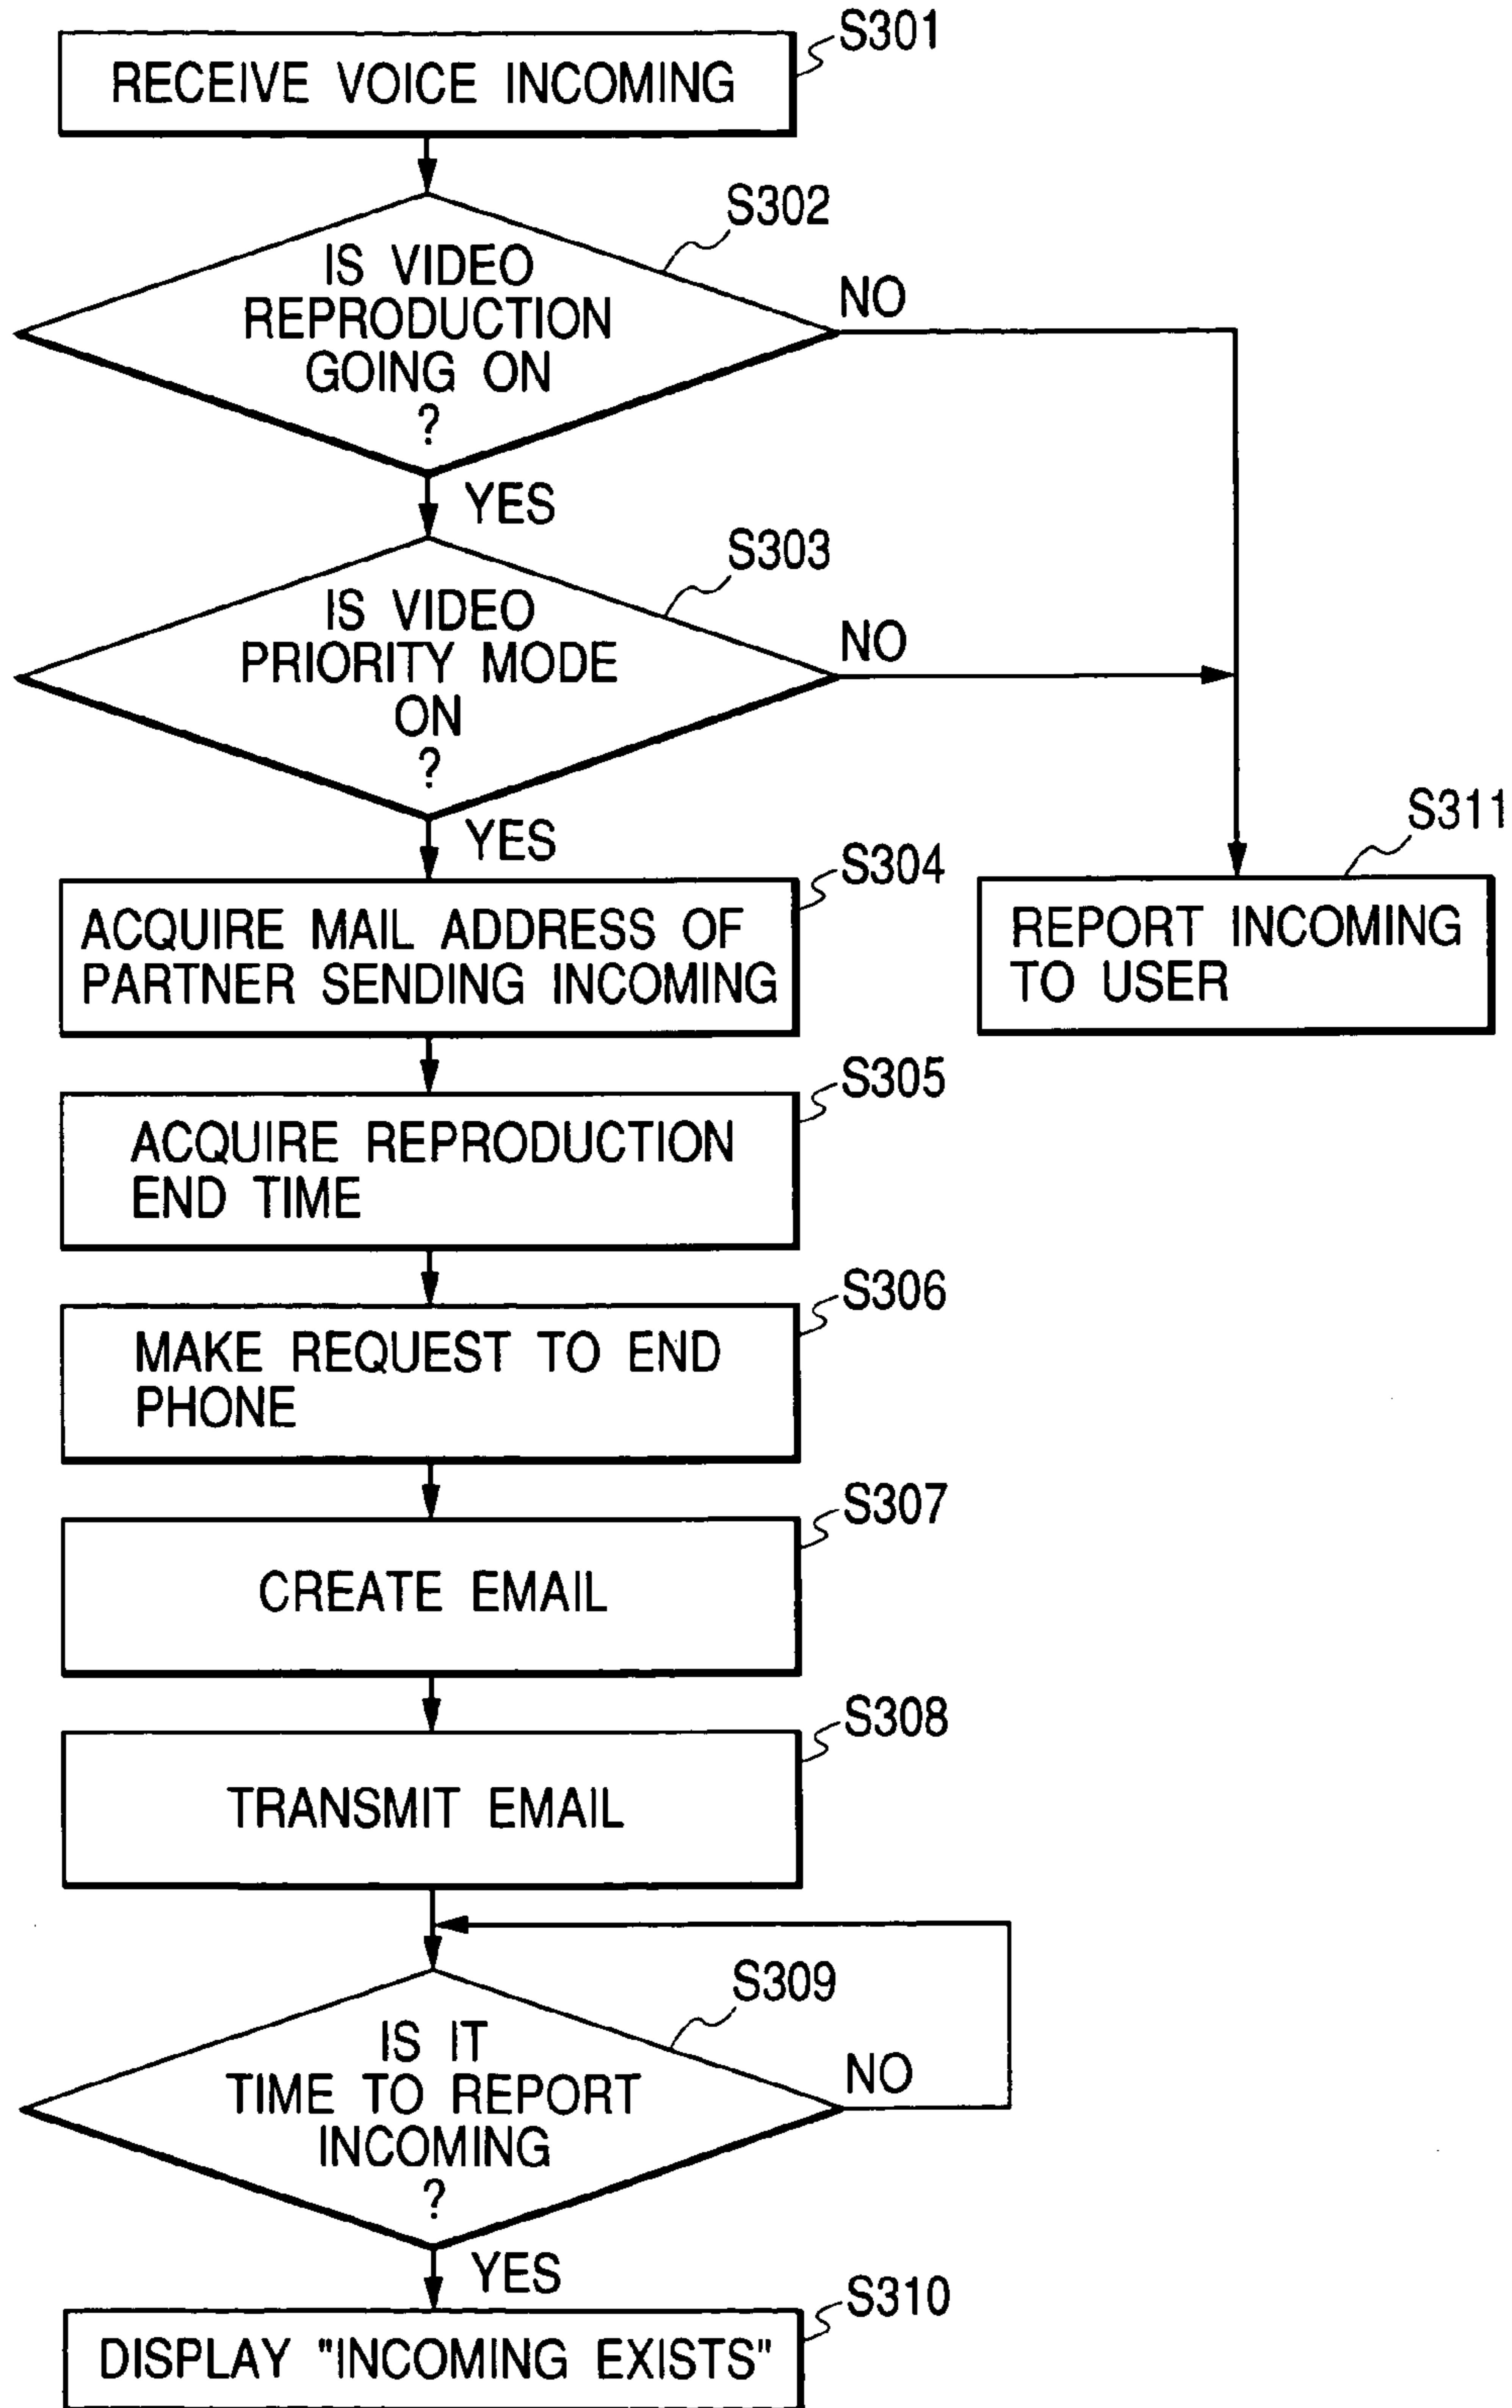 S301
RECEIVE VOICE INCOMING
S302
IS VIDEO
REPRODUCTION
GOING ON
?
NO
YES
S303
IS VIDEO
PRIORITY MODE
ON
?
NO
YES
S304
ACQUIRE MAIL ADDRESS OF
PARTNER SENDING INCOMING
S311
REPORT INCOMING
TO USER
S305
ACQUIRE REPRODUCTION
END TIME
S306
MAKE REQUEST TO END
PHONE
S307
CREATE EMAIL
S308
TRANSMIT EMAIL
S309
IS IT
TIME TO REPORT
INCOMING
?
NO
YES
S310
DISPLAY "INCOMING EXISTS"